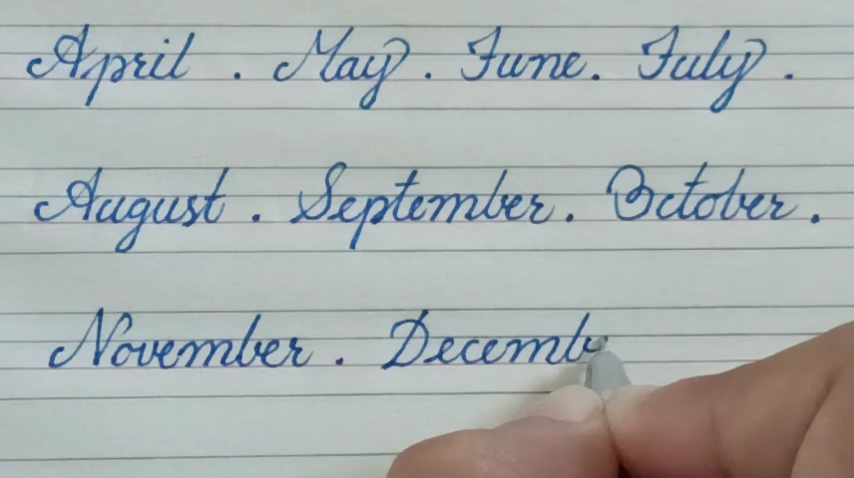 April . May . June . July .
August . September . October .
November . Decemb